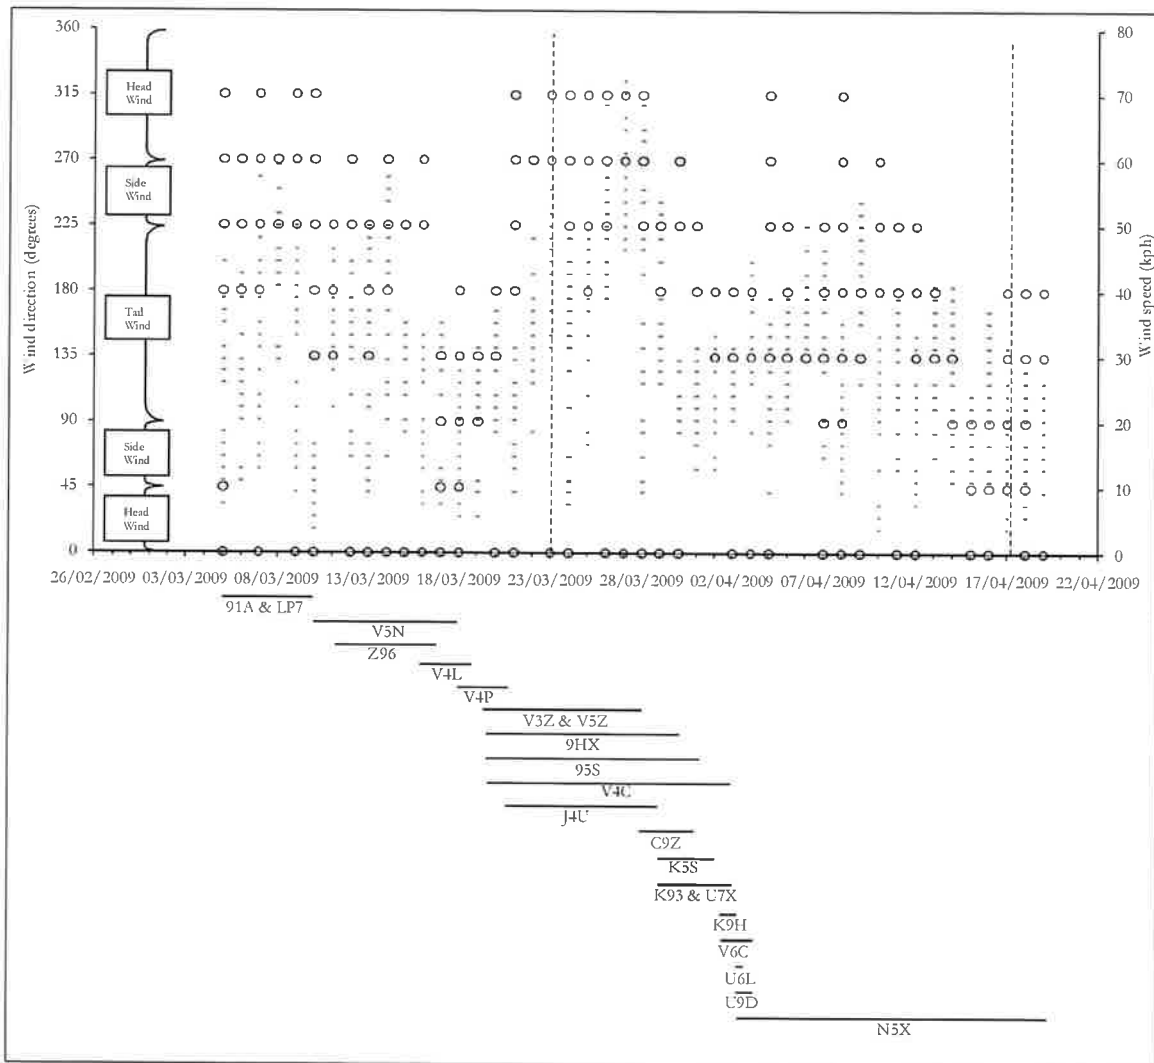 360
80
Head
Wind
315
70
270
60
Side
Wind
225
50
Wind direction (degrees)
Tail
Wind
180
40
Wind speed (kph)
135
30
90
20
Side
Wind
45
10
Head
Wind
0
0
26/02/2009 03/03/2009 08/03/2009 13/03/2009 18/03/2009 23/03/2009 28/03/2009 02/04/2009 07/04/2009 12/04/2009 17/04/2009 22/04/2009
91A & LP7
V5N
Z96
V4L
V4P
V3Z & V5Z
9HX
95S
V4C
J4U
C9Z
K5S
K93 & U7X
K9H
V6C
U6L
U9D
N5X